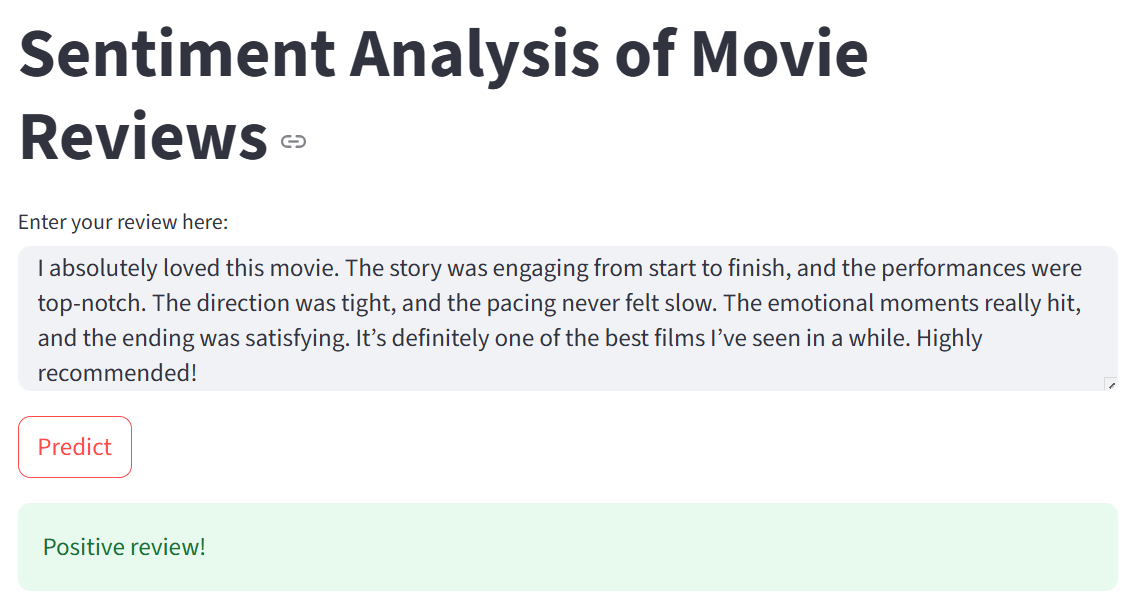 Sentiment Analysis of Movie
Reviews
Enter your review here:
I absolutely loved this movie. The story was engaging from start to finish, and the performances were
top-notch. The direction was tight, and the pacing never felt slow. The emotional moments really hit,
and the ending was satisfying. It’s definitely one of the best films I’ve seen in a while. Highly
recommended!
Predict
Positive review!